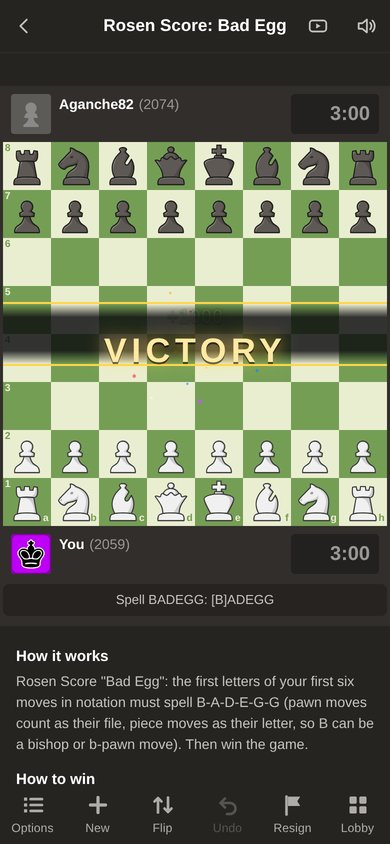 Rosen Score: Bad Egg
Aganche82 (2074)
3:00
8
7
6
5
VICTORY
3
2
1
a b c d e f g h
You (2059)
3:00
Spell BADEGG: [B]ADEGG
How it works
Rosen Score "Bad Egg": the first letters of your first six
moves in notation must spell B-A-D-E-G-G (pawn moves
count as their file, piece moves as their letter, so B can be
a bishop or b-pawn move). Then win the game.
How to win
Options New Flip Undo Resign Lobby